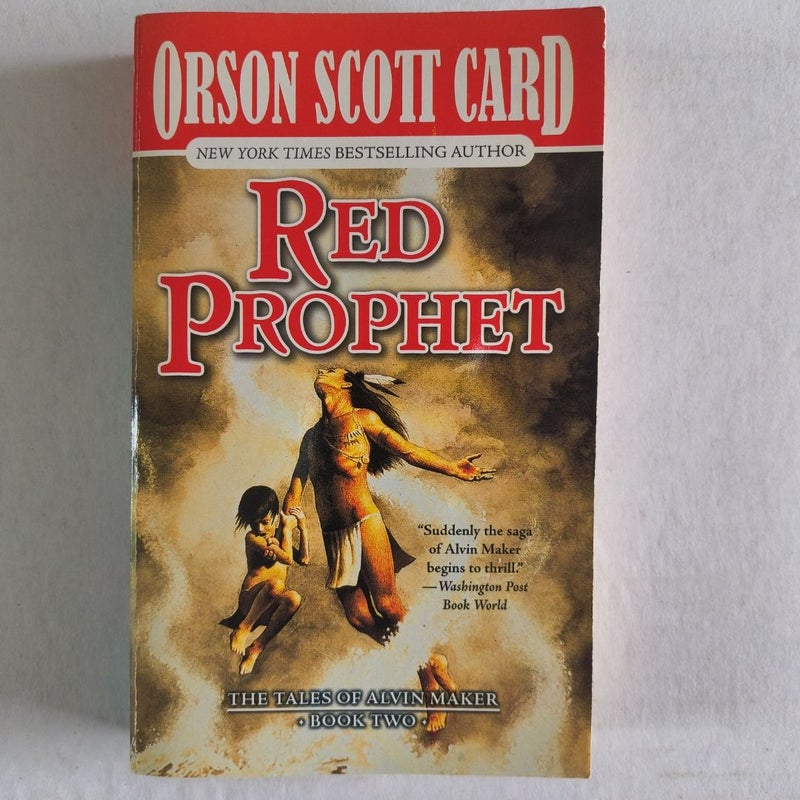 ORSON SCOTT CARD
NEW YORK TIMES BESTSELLING AUTHOR
RED
PROPHET
“Suddenly the saga
of Alvin Maker
begins to thrill.”
—Washington Post
Book World
THE TALES OF ALVIN MAKER
• BOOK TWO •